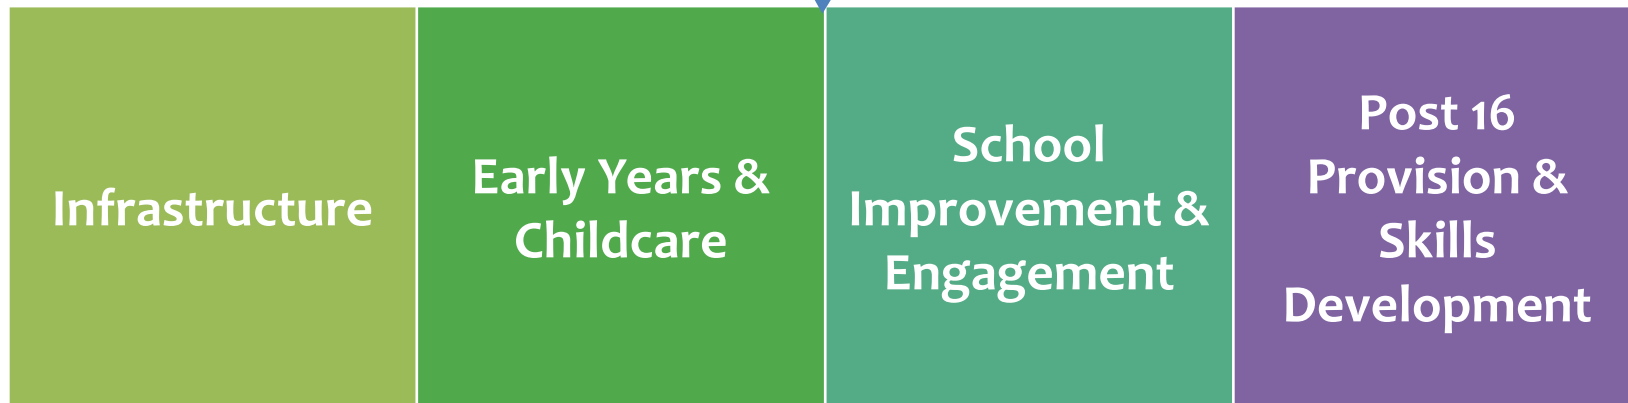 Infrastructure
Early Years &
Childcare
School
Improvement &
Engagement
Post 16
Provision &
Skills
Development